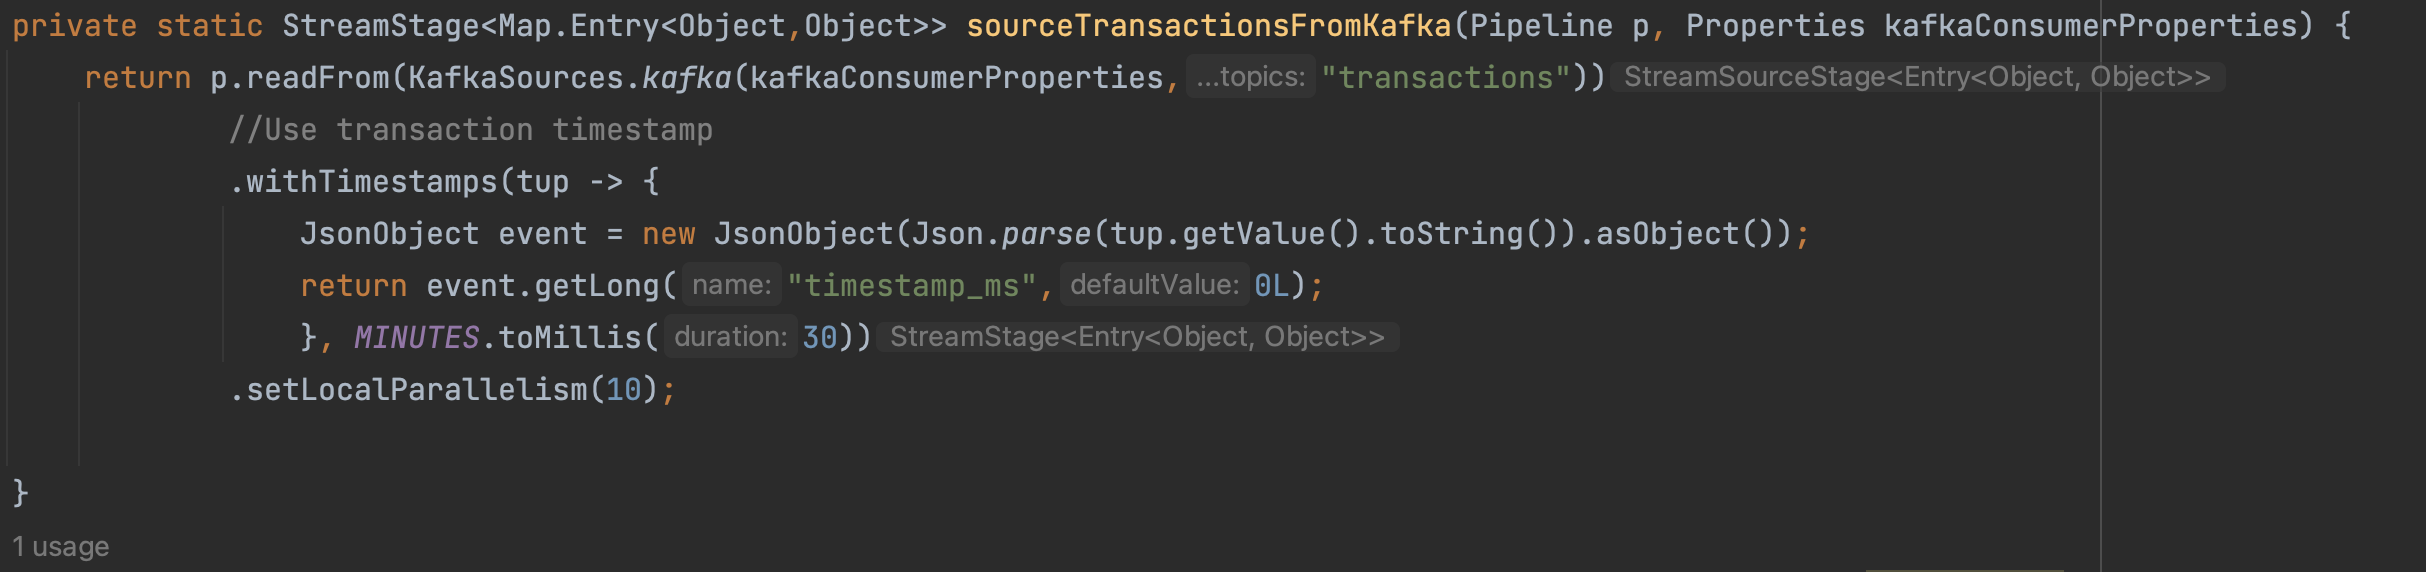 private static StreamStage<Map.Entry<Object,Object>> sourceTransactionsFromKafka(Pipeline p, Properties kafkaConsumerProperties) {
return p.readFrom(KafkaSources.kafka(kafkaConsumerProperties, ...topics: "transactions")) StreamSourceStage<Entry<Object, Object>>
//Use transaction timestamp
.withTimestamps(tup -> {
JsonObject event = new JsonObject(Json.parse(tup.getValue().toString()).asObject());
return event.getLong( name: "timestamp_ms", defaultValue: 0L);
}, MINUTES.toMillis( duration: 30)) StreamStage<Entry<Object, Object>>
.setLocalParallelism(10);
}
1 usage